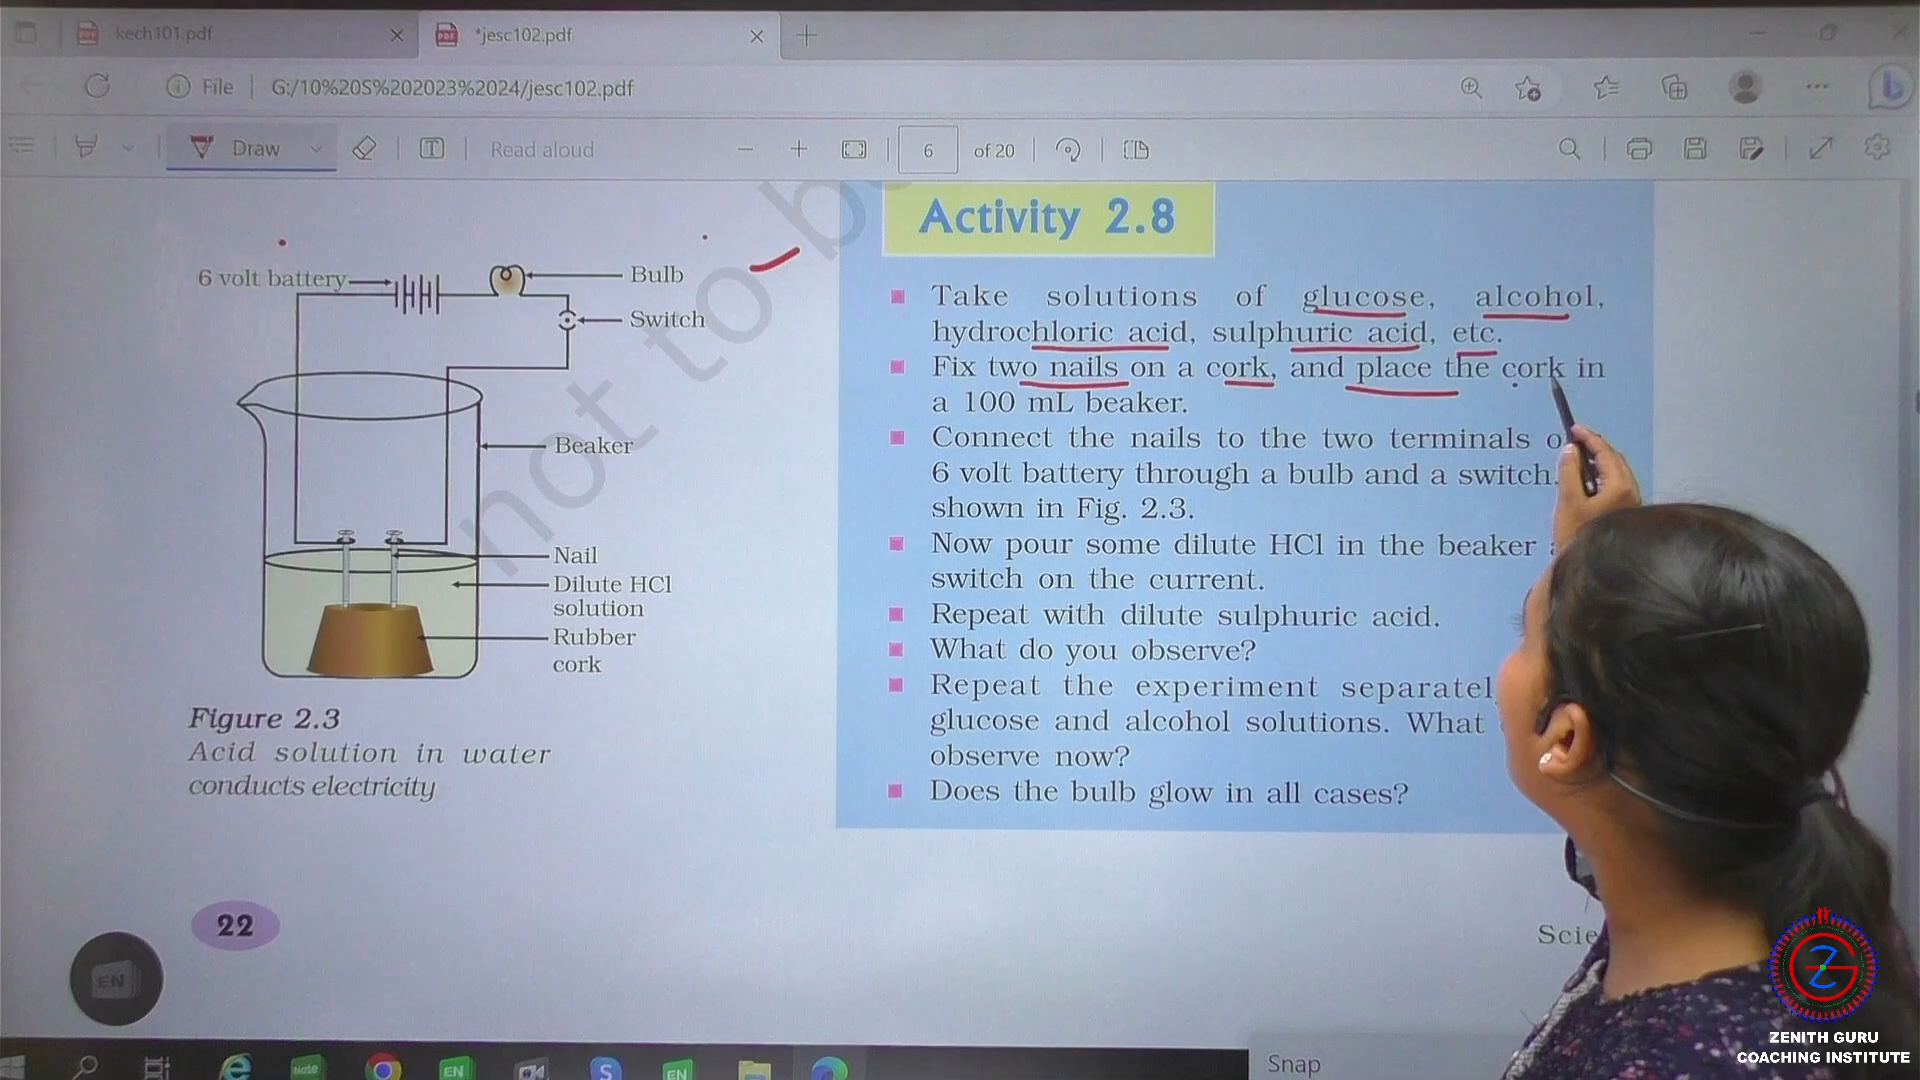 kech101.pdf
*jesc102.pdf
File
G:/10%20S%202023%2024/jesc102.pdf
Draw
Read aloud
6
of 20
not to b
6 volt battery
Bulb
Switch
Beaker
Nail
Dilute HCl
solution
Rubber
cork
Figure 2.3
Acid solution in water
conducts electricity
22
Activity 2.8
Take solutions of glucose, alcohol,
hydrochloric acid, sulphuric acid, etc.
Fix two nails on a cork, and place the cork in
a 100 mL beaker.
Connect the nails to the two terminals o
6 volt battery through a bulb and a switch
shown in Fig. 2.3.
Now pour some dilute HCl in the beaker a
switch on the current.
Repeat with dilute sulphuric acid.
What do you observe?
Repeat the experiment separatel
glucose and alcohol solutions. What
observe now?
Does the bulb glow in all cases?
Scie
EN
Note
EN
S
EN
Snap
ZENITH GURU
COACHING INSTITUTE